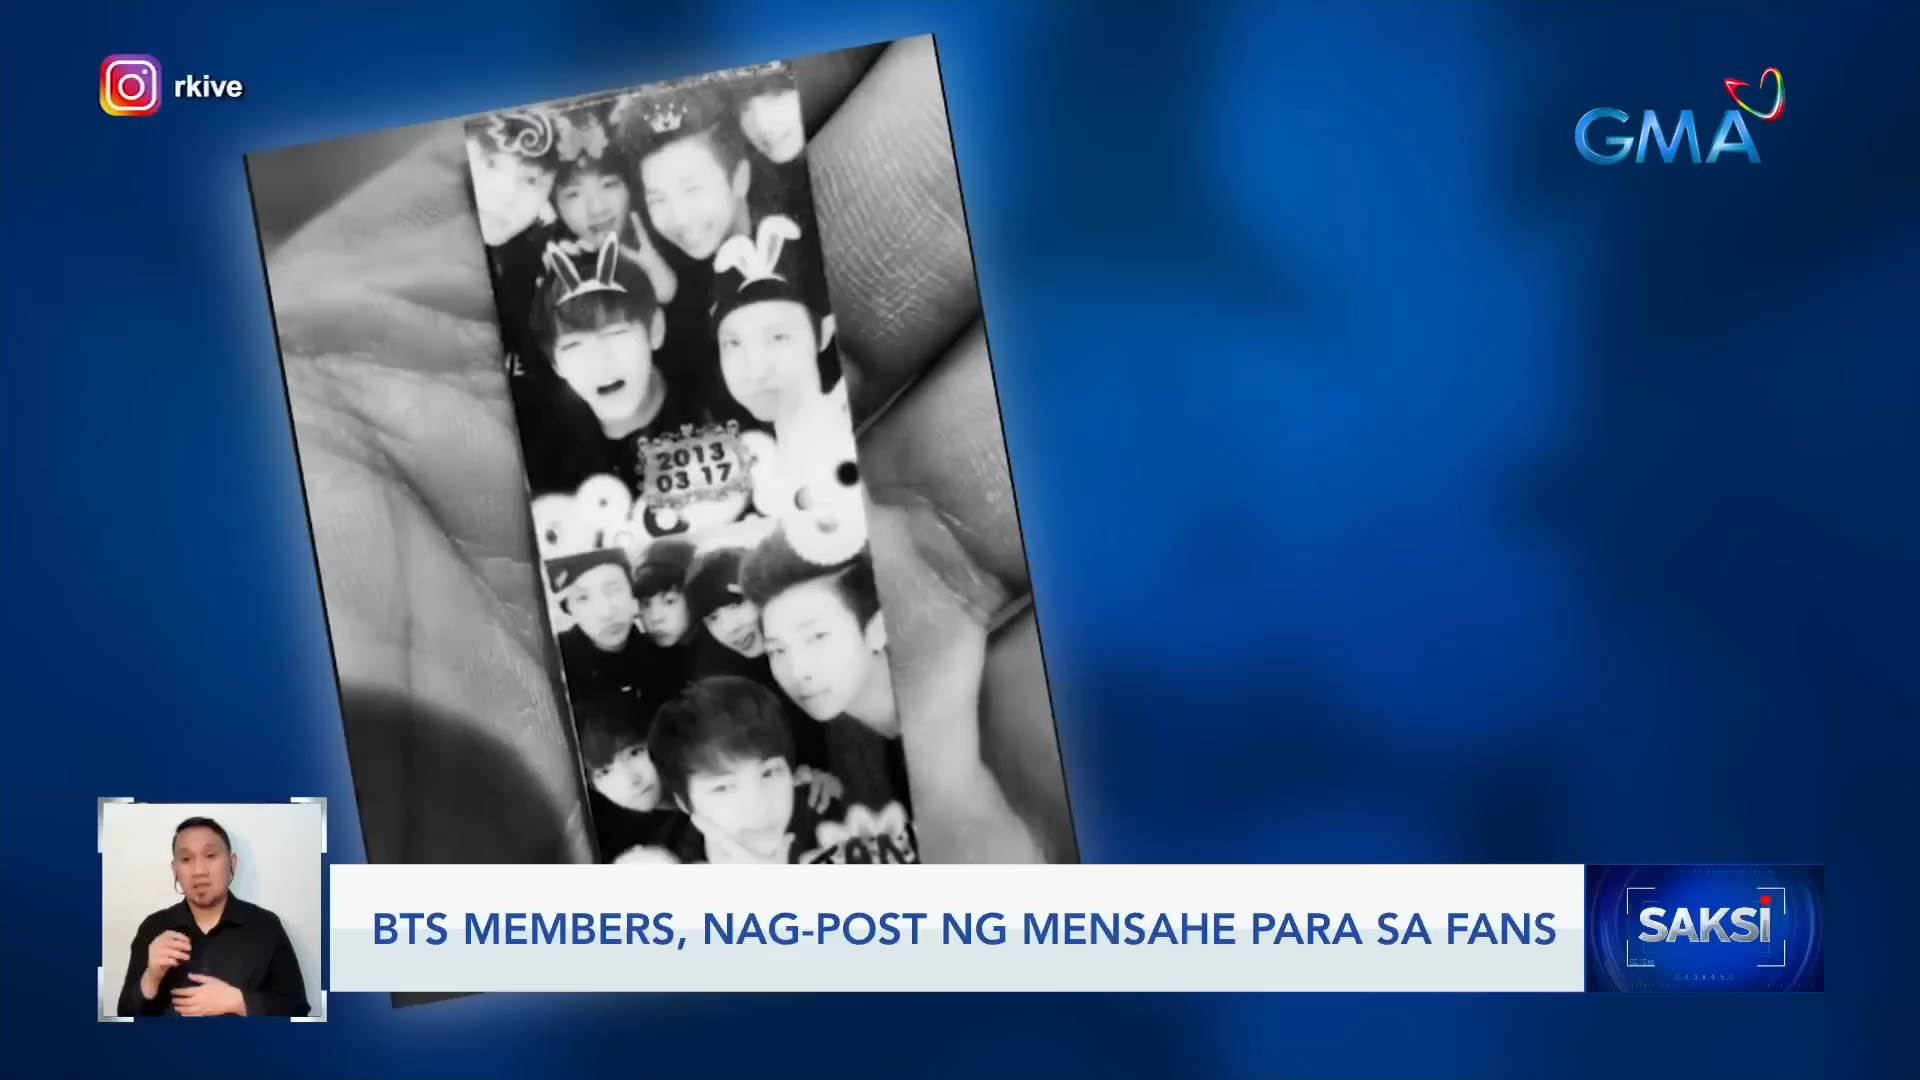 rkive
GMA
2013
03 17
BTS MEMBERS, NAG-POST NG MENSAHE PARA SA FANS
SAKSI